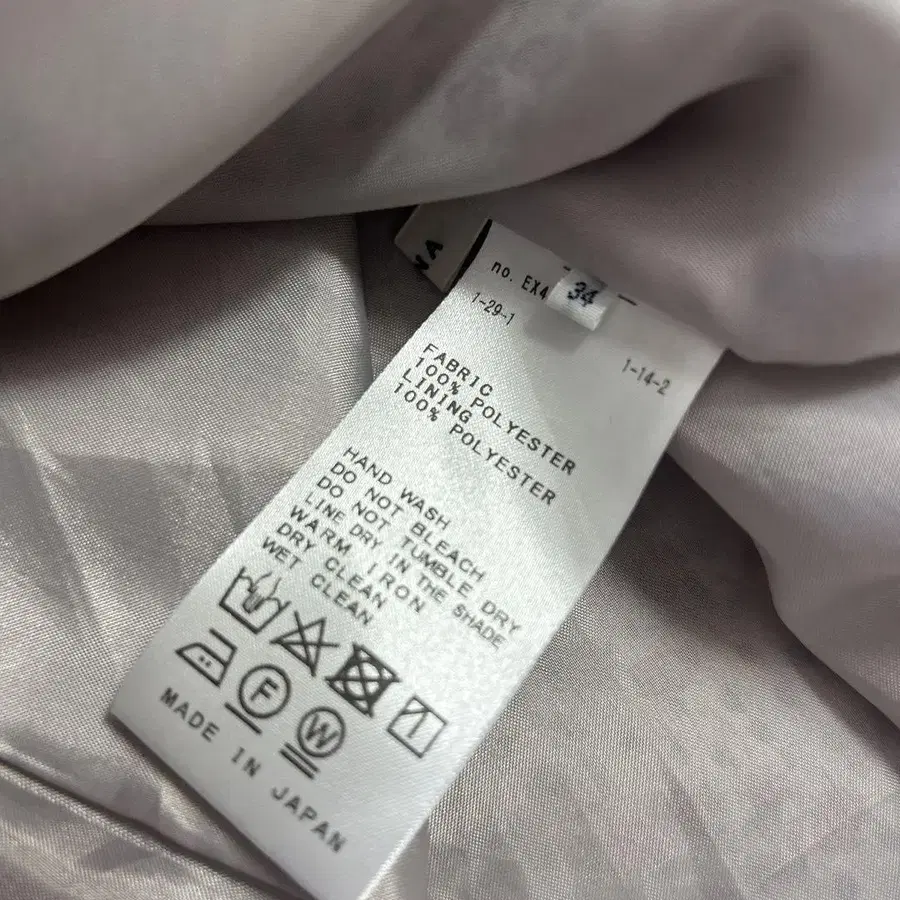 NA
no. EX4
34
1-29-1
1-14-2
FABRIC
100% POLYESTER
LINING
100% POLYESTER
HAND WASH
DO NOT BLEACH
DO NOT TUMBLE DRY
LINE DRY IN THE SHADE
WARM IRON
DRY CLEAN
WET CLEAN
F
W
MADE IN JAPAN